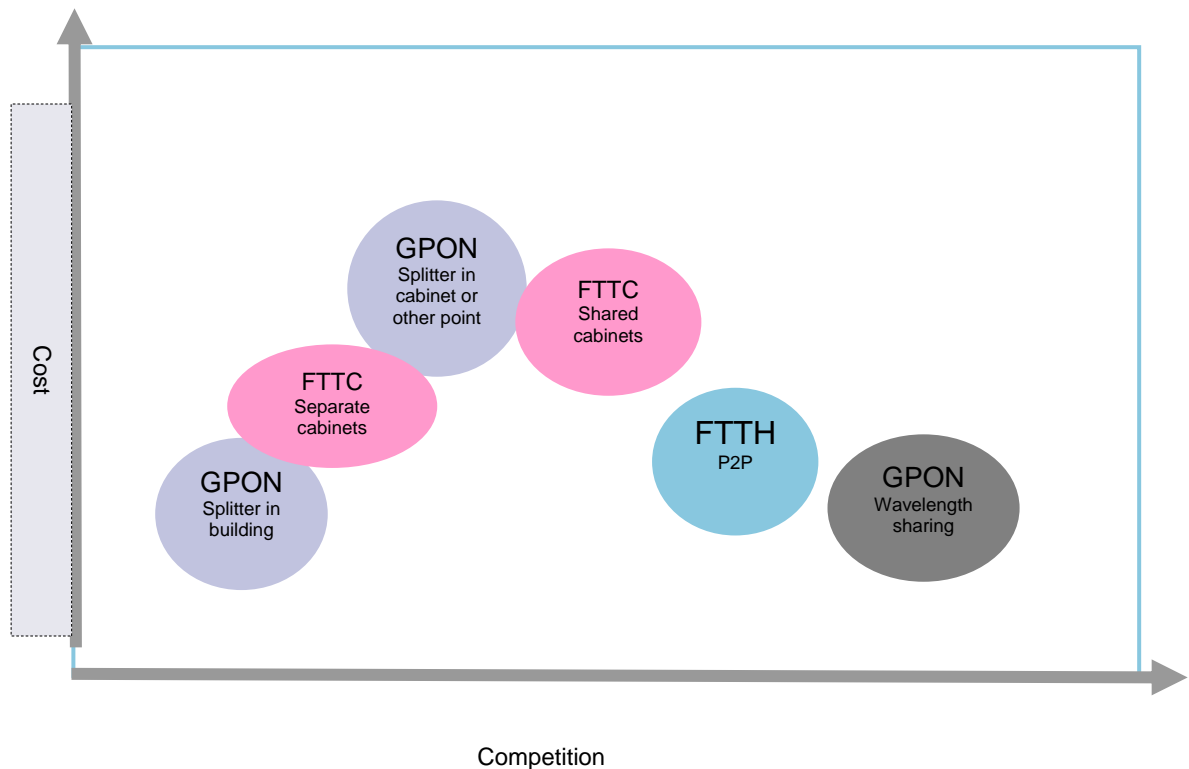 GPON
Splitter in
cabinet or
other point
FTTC
Shared
cabinets
Cost
FTTC
Separate
cabinets
FTTH
P2P
GPON
Splitter in
building
GPON
Wavelength
sharing
Competition